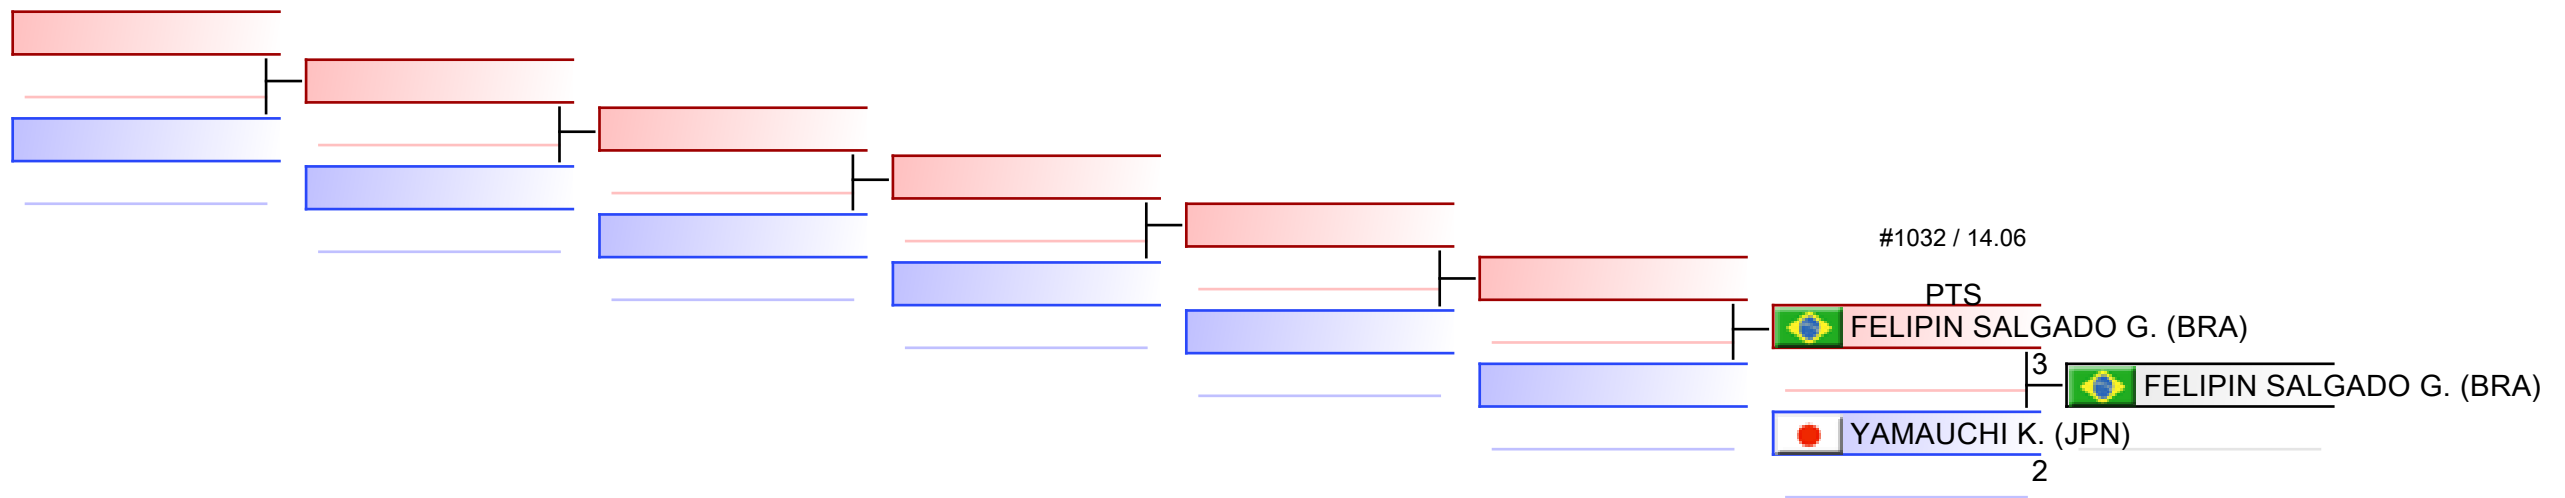 #1032 / 14.06
PTS
FELIPIN SALGADO G. (BRA)
3
FELIPIN SALGADO G. (BRA)
YAMAUCHI K. (JPN)
2